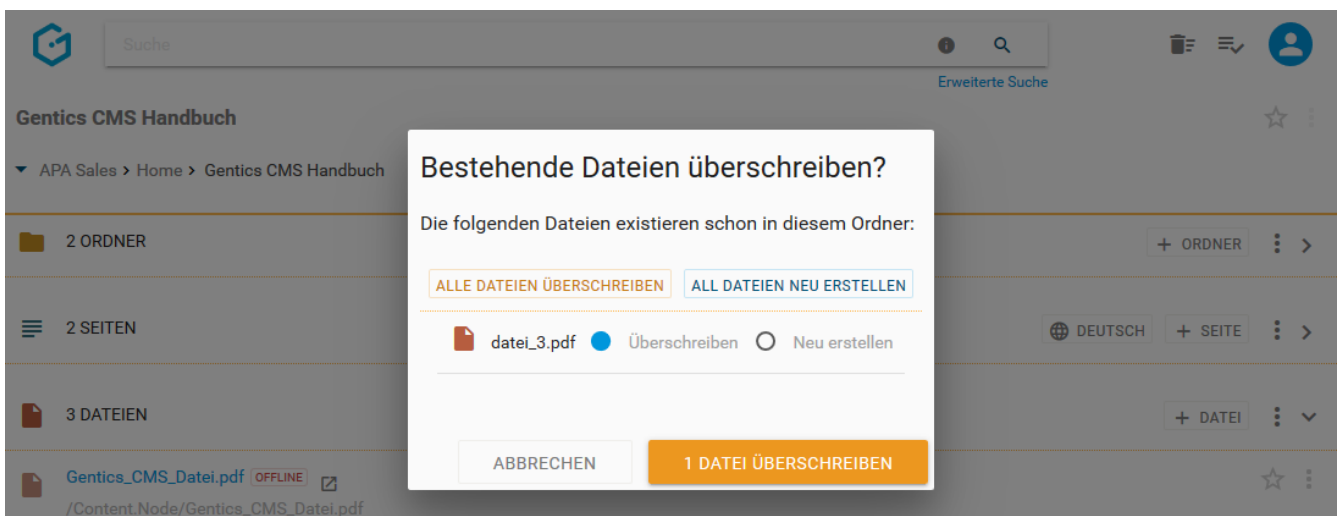 Suche
Erweiterte Suche
Gentics CMS Handbuch
APA Sales > Home > Gentics CMS Handbuch
Bestehende Dateien überschreiben?
Die folgenden Dateien existieren schon in diesem Ordner:
2 ORDNER
+ ORDNER
ALLE DATEIEN ÜBERSCHREIBEN ALL DATEIEN NEU ERSTELLEN
2 SEITEN
DEUTSCH + SEITE
datei_3.pdf Überschreiben Neu erstellen
3 DATEIEN
+ DATEI
ABBRECHEN 1 DATEI ÜBERSCHREIBEN
Gentics_CMS_Datei.pdf OFFLINE
/Content.Node/Gentics_CMS_Datei.pdf